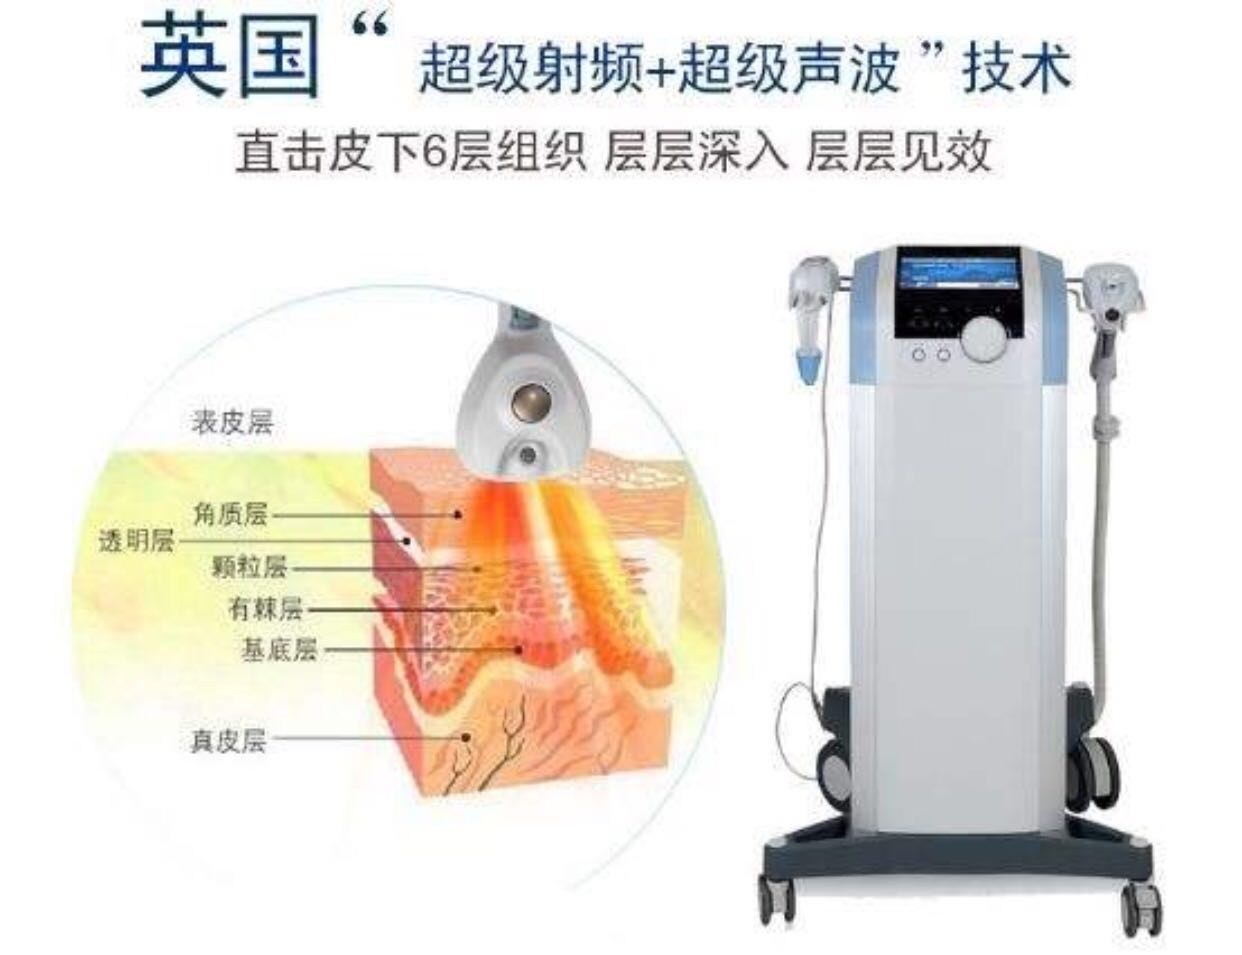 英国“超级射频+超级声波”技术
直击皮下6层组织 层层深入 层层见效
表皮层
角质层
透明层
颗粒层
有棘层
基底层
真皮层